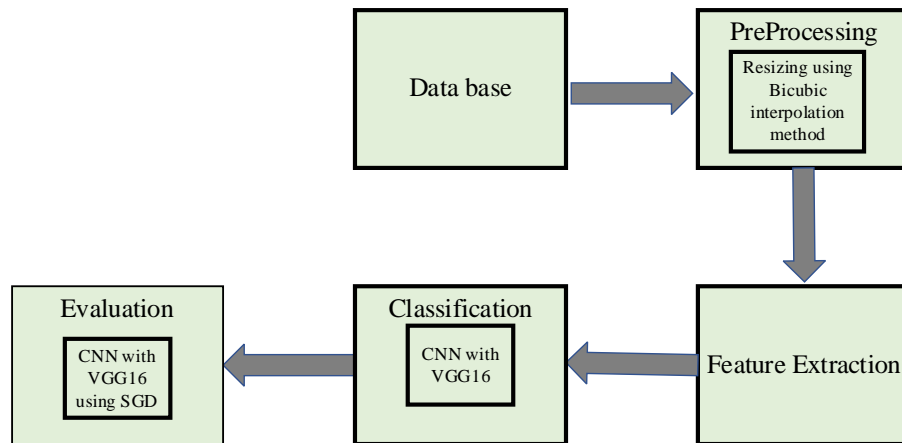 Data base
PreProcessing
Resizing using
Bicubic
interpolation
method
Feature Extraction
Classification
CNN with
VGG16
Evaluation
CNN with
VGG16
using SGD